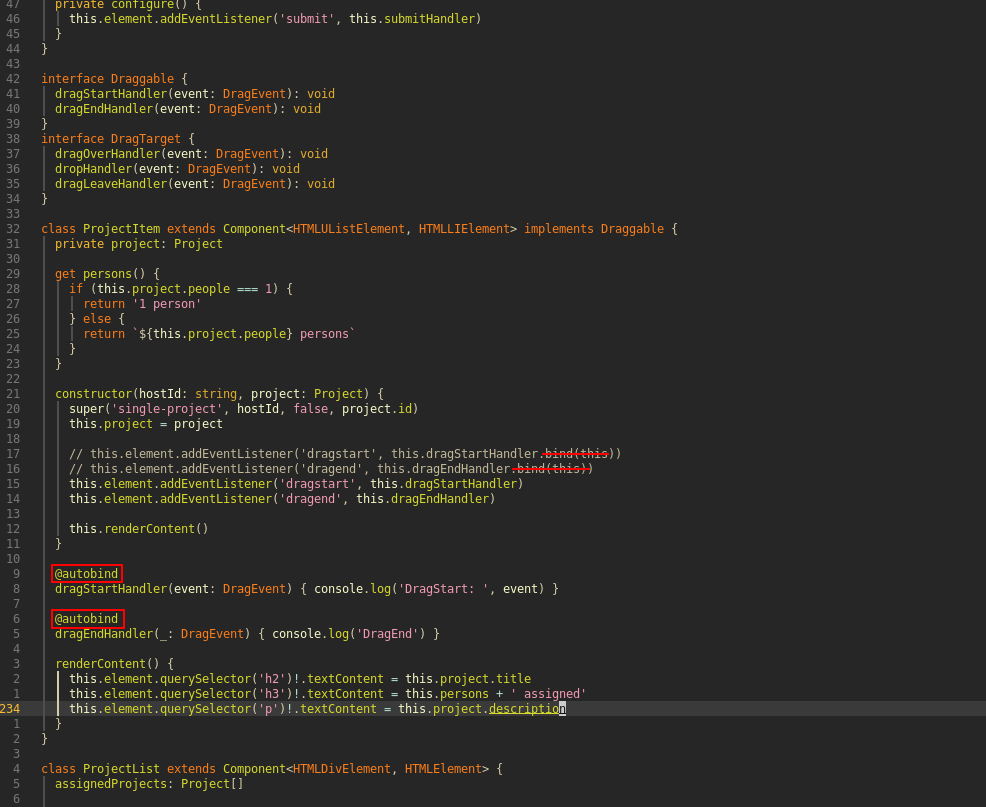 47 private configure() {
46 this.element.addEventListener('submit', this.submitHandler)
45 }
44 }
43
42 interface Draggable {
41 dragStartHandler(event: DragEvent): void
40 dragEndHandler(event: DragEvent): void
39 }
38 interface DragTarget {
37 dragOverHandler(event: DragEvent): void
36 dropHandler(event: DragEvent): void
35 dragLeaveHandler(event: DragEvent): void
34 }
33
32 class ProjectItem extends Component<HTMLUListElement, HTMLLIElement> implements Draggable {
31 private project: Project
30
29 get persons() {
28 if (this.project.people === 1) {
27 return '1 person'
26 } else {
25 return `${this.project.people} persons`
24 }
23 }
22
21 constructor(hostId: string, project: Project) {
20 super('single-project', hostId, false, project.id)
19 this.project = project
18
17 // this.element.addEventListener('dragstart', this.dragStartHandler.bind(this))
16 // this.element.addEventListener('dragend', this.dragEndHandler.bind(this))
15 this.element.addEventListener('dragstart', this.dragStartHandler)
14 this.element.addEventListener('dragend', this.dragEndHandler)
13
12 this.renderContent()
11 }
10
9 @autobind
8 dragStartHandler(event: DragEvent) { console.log('DragStart: ', event) }
7
6 @autobind
5 dragEndHandler(_: DragEvent) { console.log('DragEnd') }
4
3 renderContent() {
2 this.element.querySelector('h2')!.textContent = this.project.title
1 this.element.querySelector('h3')!.textContent = this.persons + ' assigned'
234 this.element.querySelector('p')!.textContent = this.project.description
1 }
2 }
3
4 class ProjectList extends Component<HTMLDivElement, HTMLElement> {
5 assignedProjects: Project[]
6